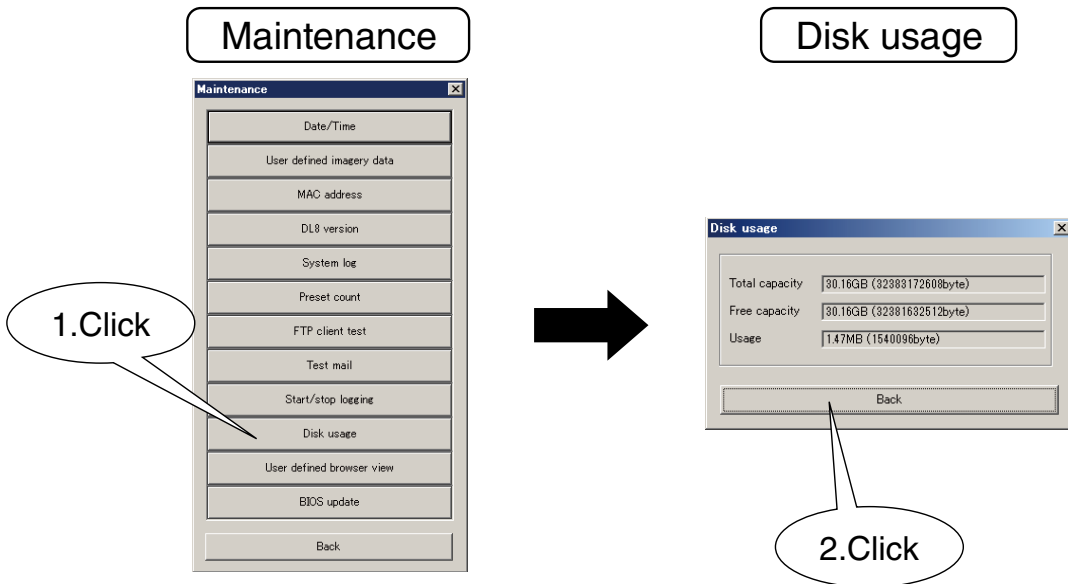 Maintenance
Maintenance
Date/Time
User defined imagery data
MAC address
DL8 version
System log
Preset count
FTP client test
Test mail
Start/stop logging
Disk usage
User defined browser view
BIOS update
Back
1.Click
Disk usage
Disk usage
Total capacity 30.16GB (32383172608byte)
Free capacity 30.16GB (32381632512byte)
Usage 1.47MB (1540096byte)
Back
2.Click